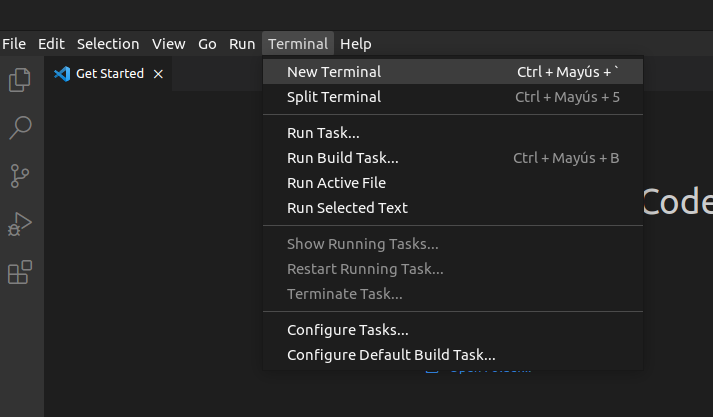 File Edit Selection View Go Run Terminal Help
Get Started
New Terminal Ctrl + Mayús + `
Split Terminal Ctrl + Mayús + 5
Run Task...
Run Build Task... Ctrl + Mayús + B
Run Active File
Run Selected Text
Code
Show Running Tasks...
Restart Running Task...
Terminate Task...
Configure Tasks...
Configure Default Build Task...